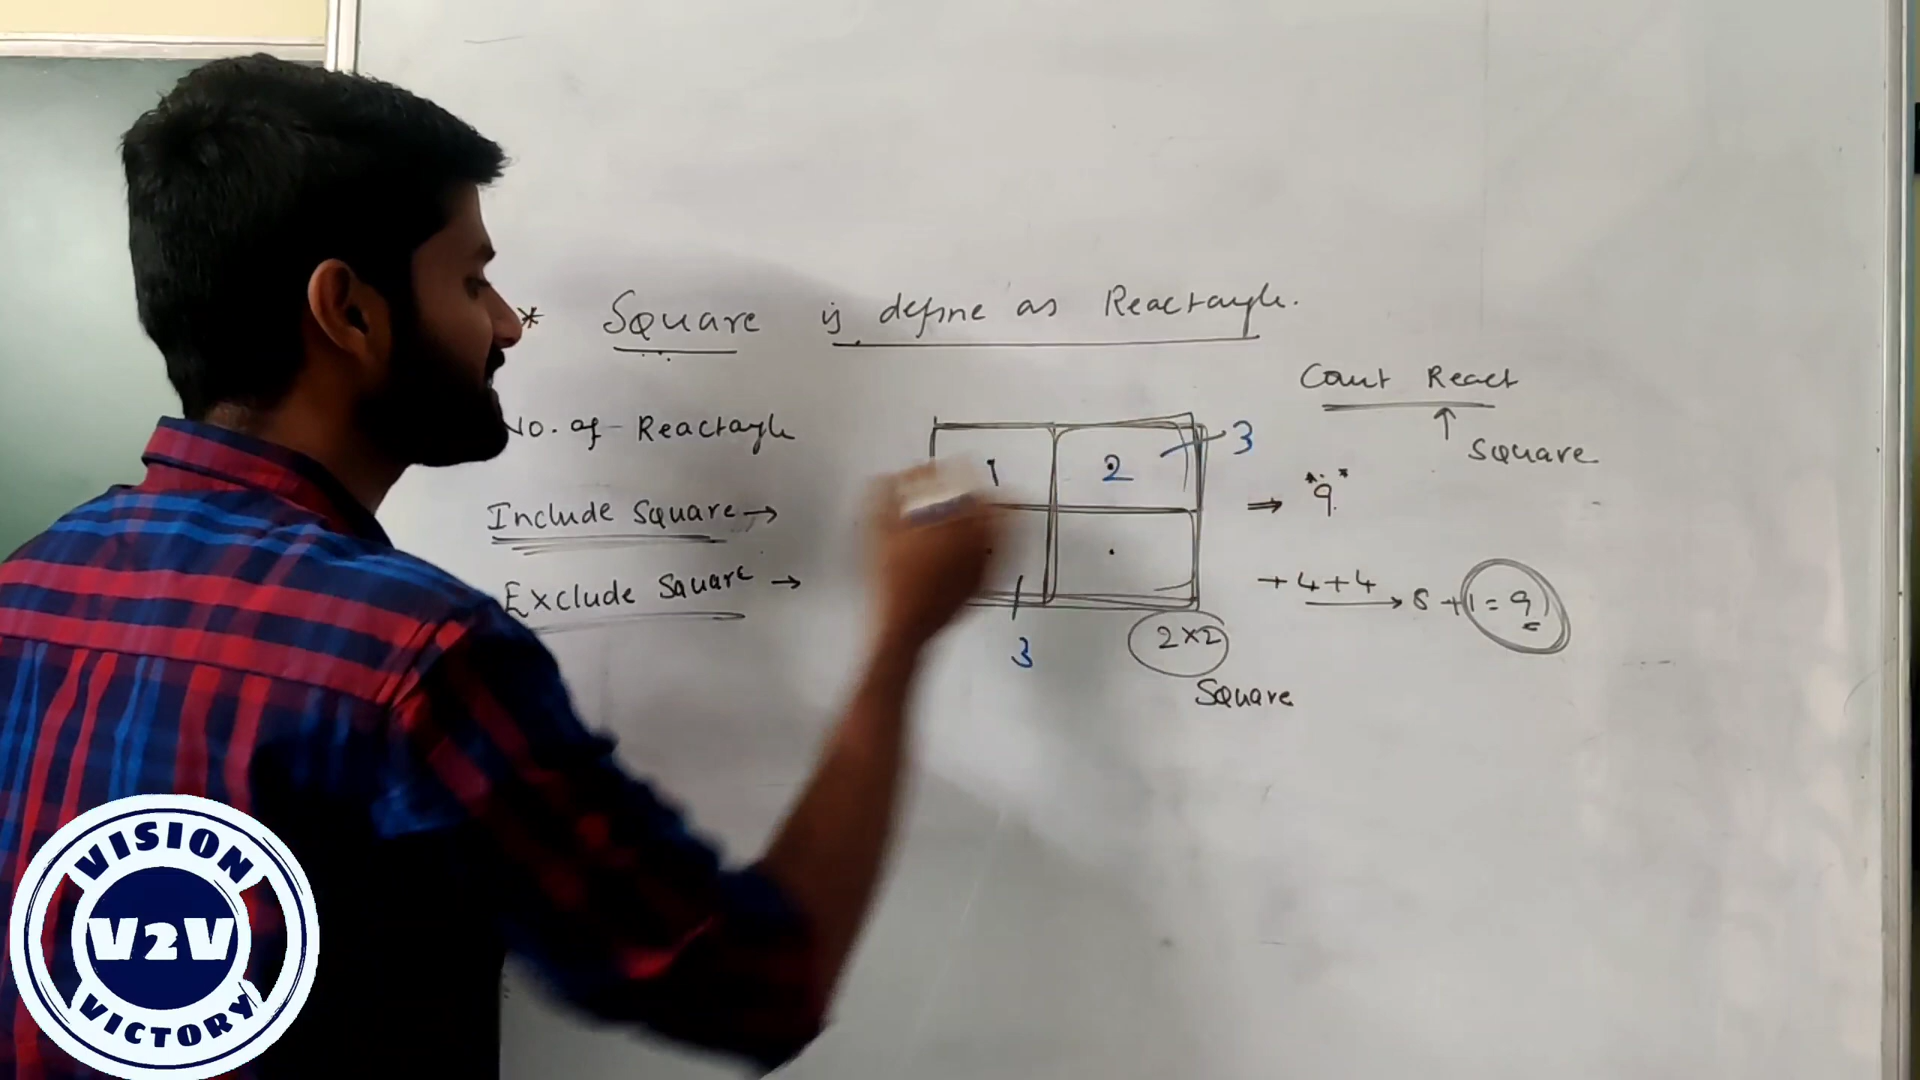 * Square is define as Reactangle.
No. of Reactangle
Include Square →
Exclude Square →
1 2
3
3
2×2
Square
Count React
↑
Square
⇒ 9
→ 4+4 → 8 + 1 = 9
VISION
V2V
VICTORY